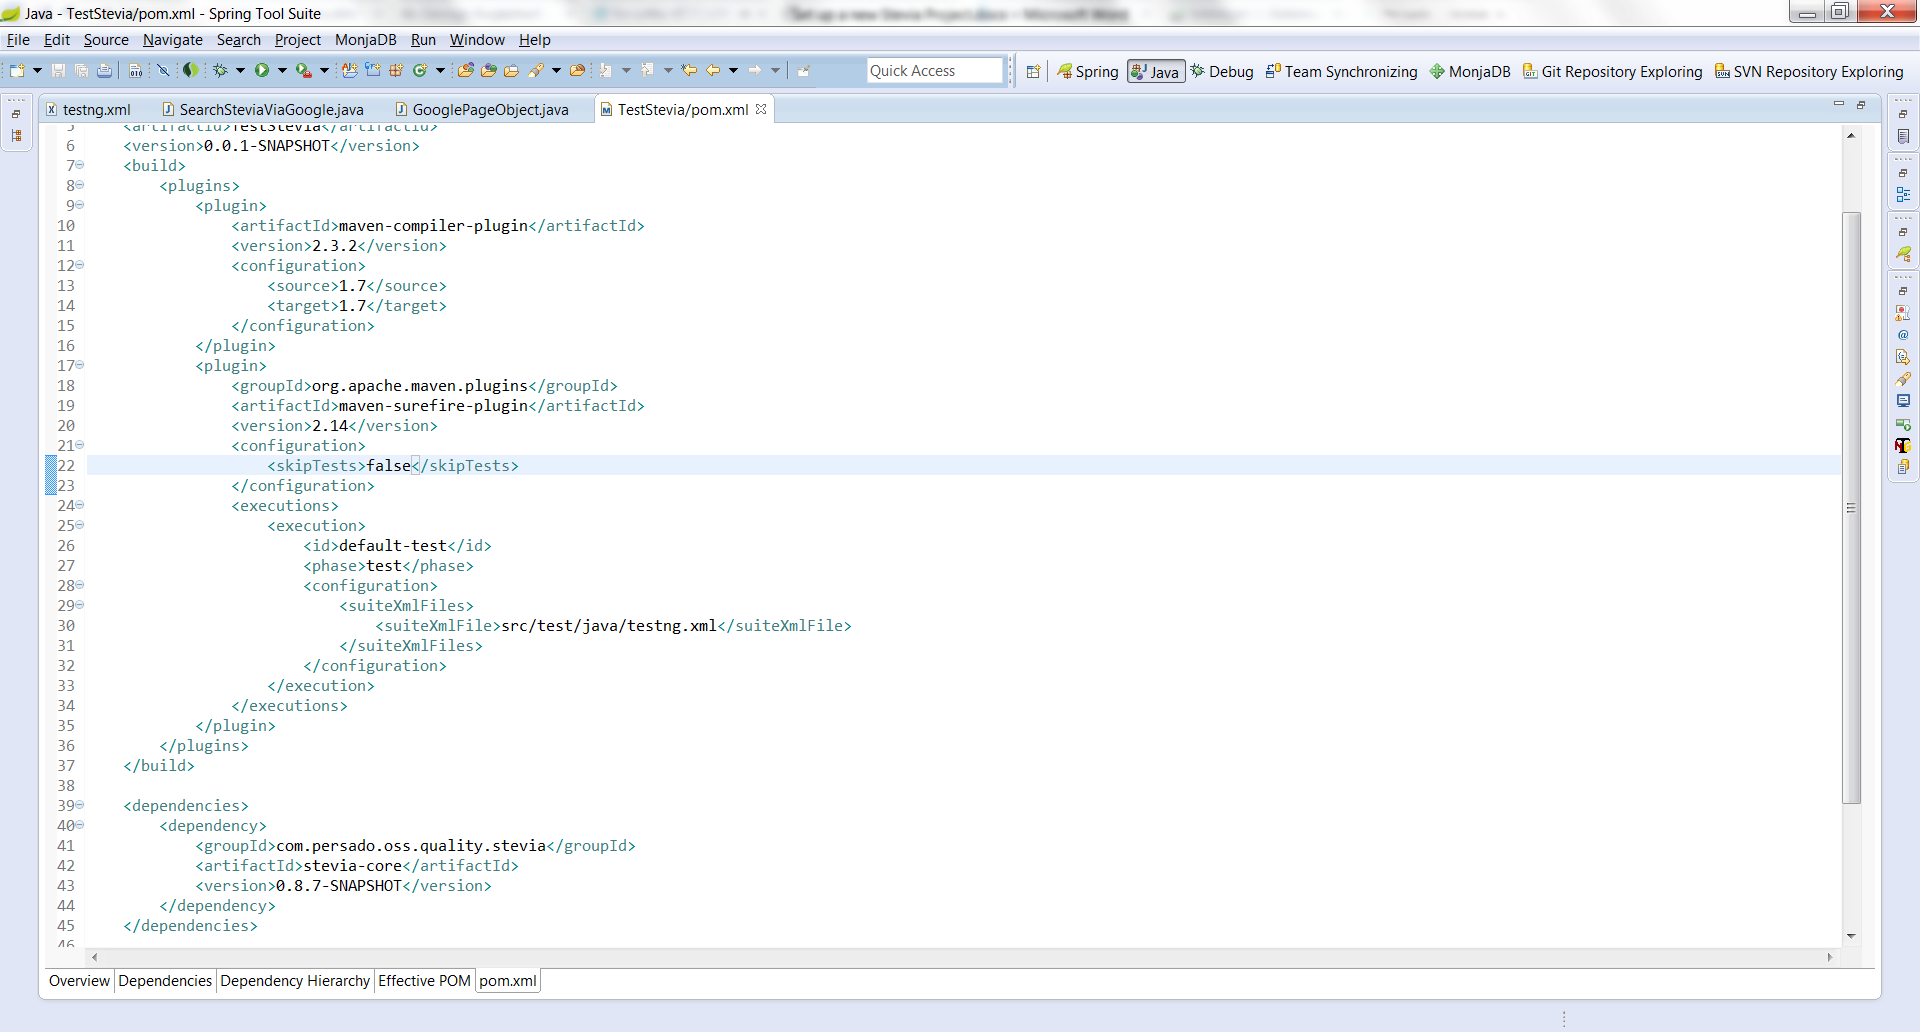 Java - TestStevia/pom.xml - Spring Tool Suite
Set up a new Stevia Project.docx - Microsoft Word
File Edit Source Navigate Search Project MonjaDB Run Window Help
Quick Access Spring Java Debug Team Synchronizing MonjaDB Git Repository Exploring SVN Repository Exploring
testng.xml SearchSteviaViaGoogle.java GooglePageObject.java TestStevia/pom.xml
5 <artifactId>TestStevia</artifactId>
6 <version>0.0.1-SNAPSHOT</version>
7 <build>
8 <plugins>
9 <plugin>
10 <artifactId>maven-compiler-plugin</artifactId>
11 <version>2.3.2</version>
12 <configuration>
13 <source>1.7</source>
14 <target>1.7</target>
15 </configuration>
16 </plugin>
17 <plugin>
18 <groupId>org.apache.maven.plugins</groupId>
19 <artifactId>maven-surefire-plugin</artifactId>
20 <version>2.14</version>
21 <configuration>
22 <skipTests>false</skipTests>
23 </configuration>
24 <executions>
25 <execution>
26 <id>default-test</id>
27 <phase>test</phase>
28 <configuration>
29 <suiteXmlFiles>
30 <suiteXmlFile>src/test/java/testng.xml</suiteXmlFile>
31 </suiteXmlFiles>
32 </configuration>
33 </execution>
34 </executions>
35 </plugin>
36 </plugins>
37 </build>
38
39 <dependencies>
40 <dependency>
41 <groupId>com.persado.oss.quality.stevia</groupId>
42 <artifactId>stevia-core</artifactId>
43 <version>0.8.7-SNAPSHOT</version>
44 </dependency>
45 </dependencies>
46
Overview Dependencies Dependency Hierarchy Effective POM pom.xml